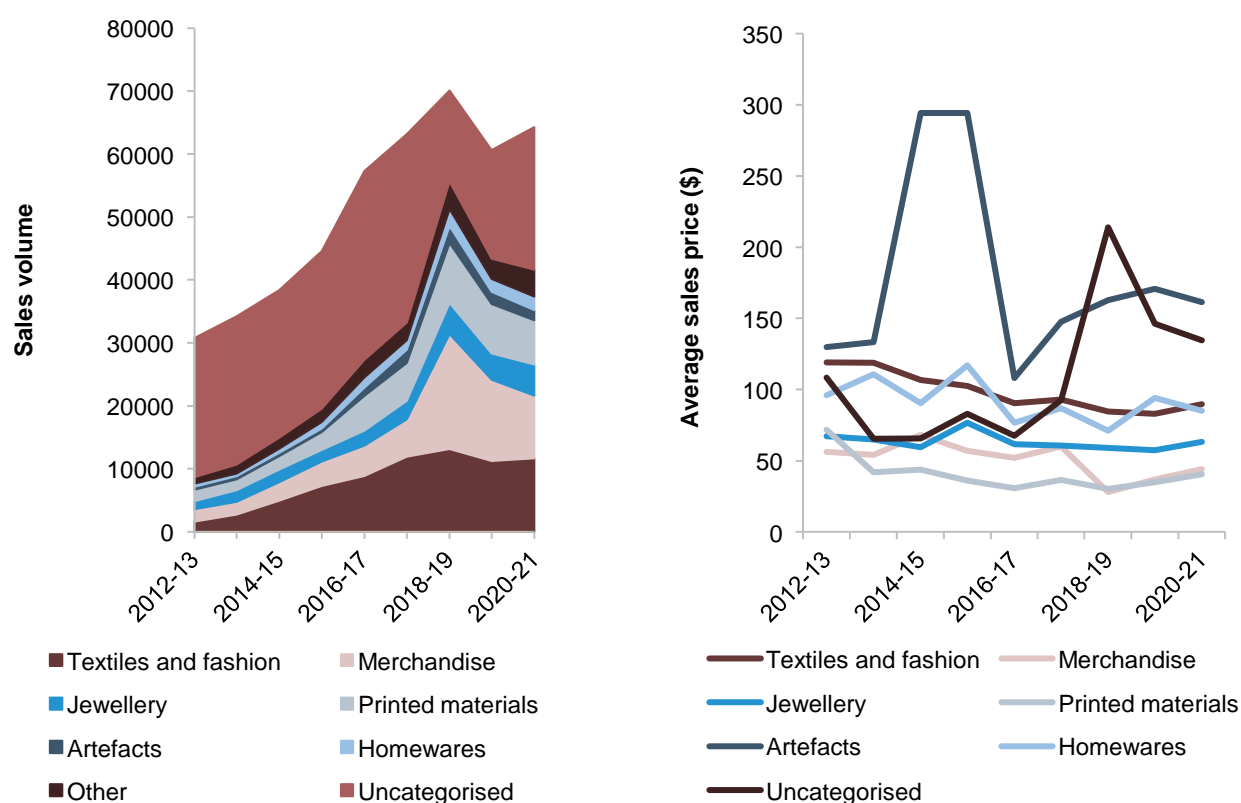 Sales volume
80000
70000
60000
50000
40000
30000
20000
10000
0
2012-13
2014-15
2016-17
2018-19
2020-21
Textiles and fashion
Merchandise
Jewellery
Printed materials
Artefacts
Homewares
Other
Uncategorised
Average sales price ($)
350
300
250
200
150
100
50
0
2012-13
2014-15
2016-17
2018-19
2020-21
Textiles and fashion
Merchandise
Jewellery
Printed materials
Artefacts
Homewares
Uncategorised